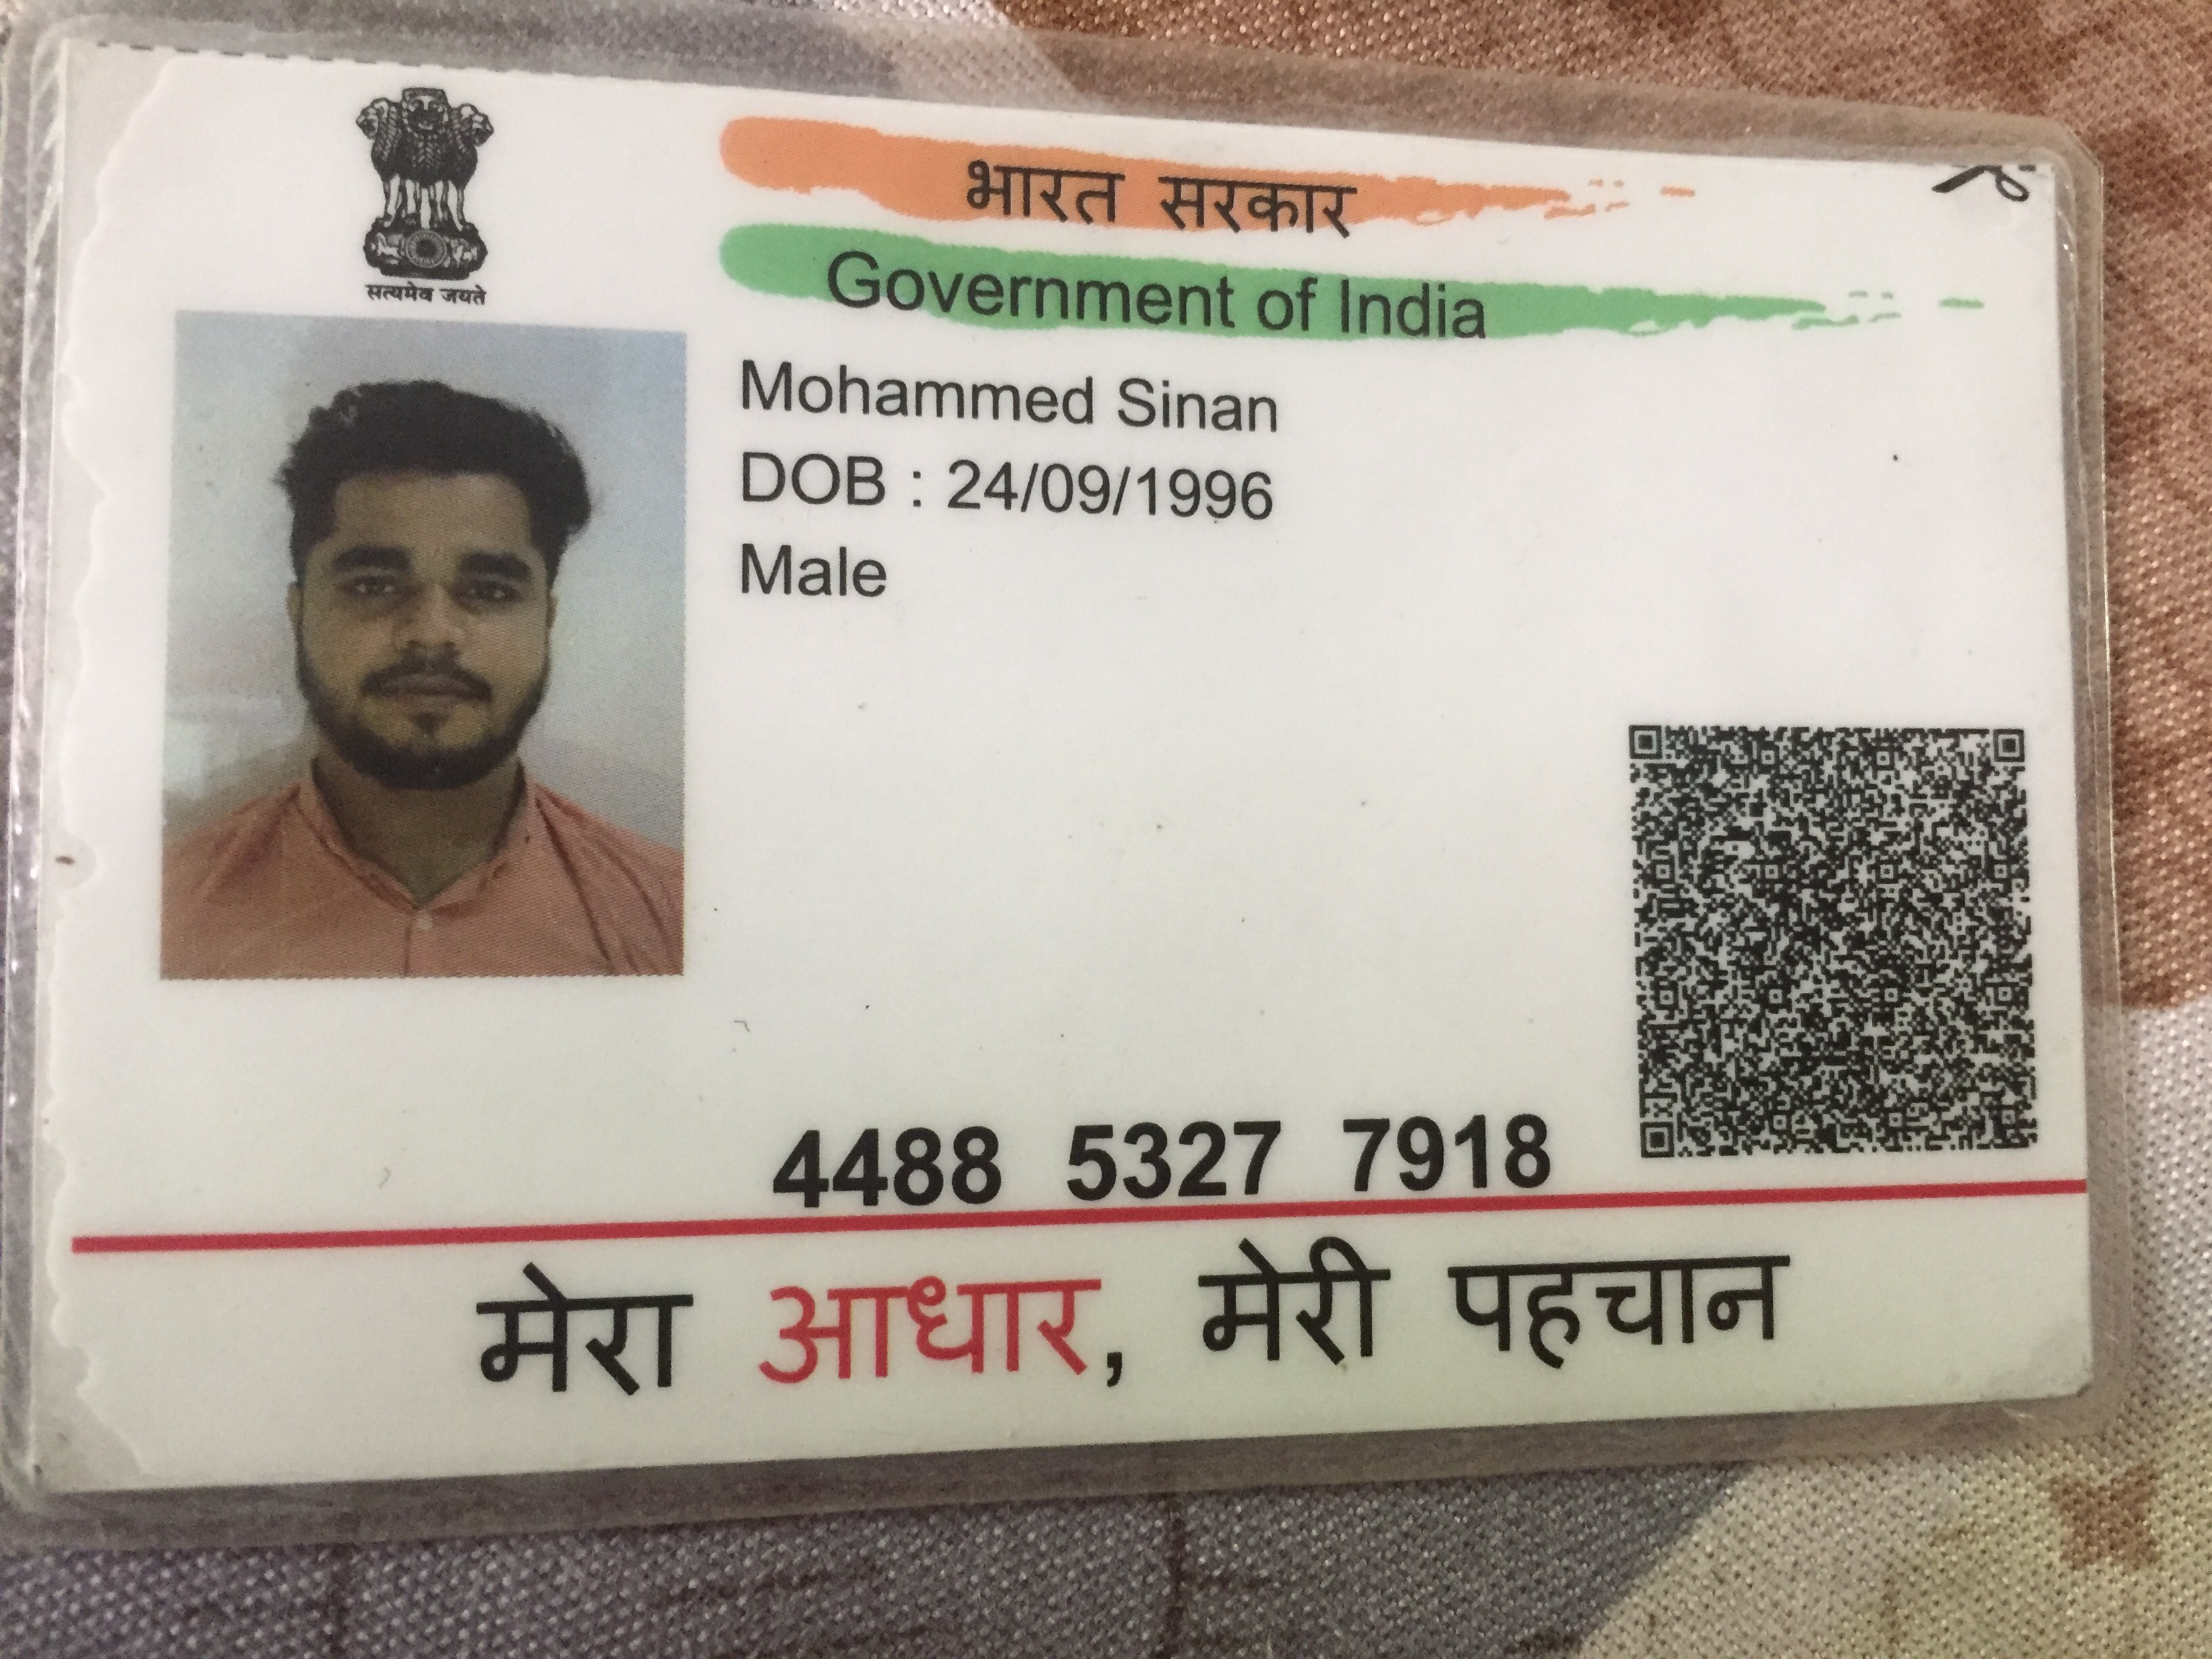 भारत सरकार
Government of India
सत्यमेव जयते
Mohammed Sinan
DOB : 24/09/1996
Male
4488 5327 7918
मेरा आधार, मेरी पहचान